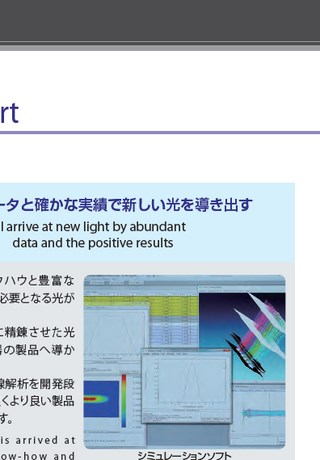 rt
ータと確かな実績で新しい光を導き出す
l arrive at new light by abundant
data and the positive results
クハウと豊富な
必要となる光が
に精錬させた光
器の製品へ導か
線解析を開発段
くより良い製品
す。
is arrived at
ow-how and
シミュレーションソフト